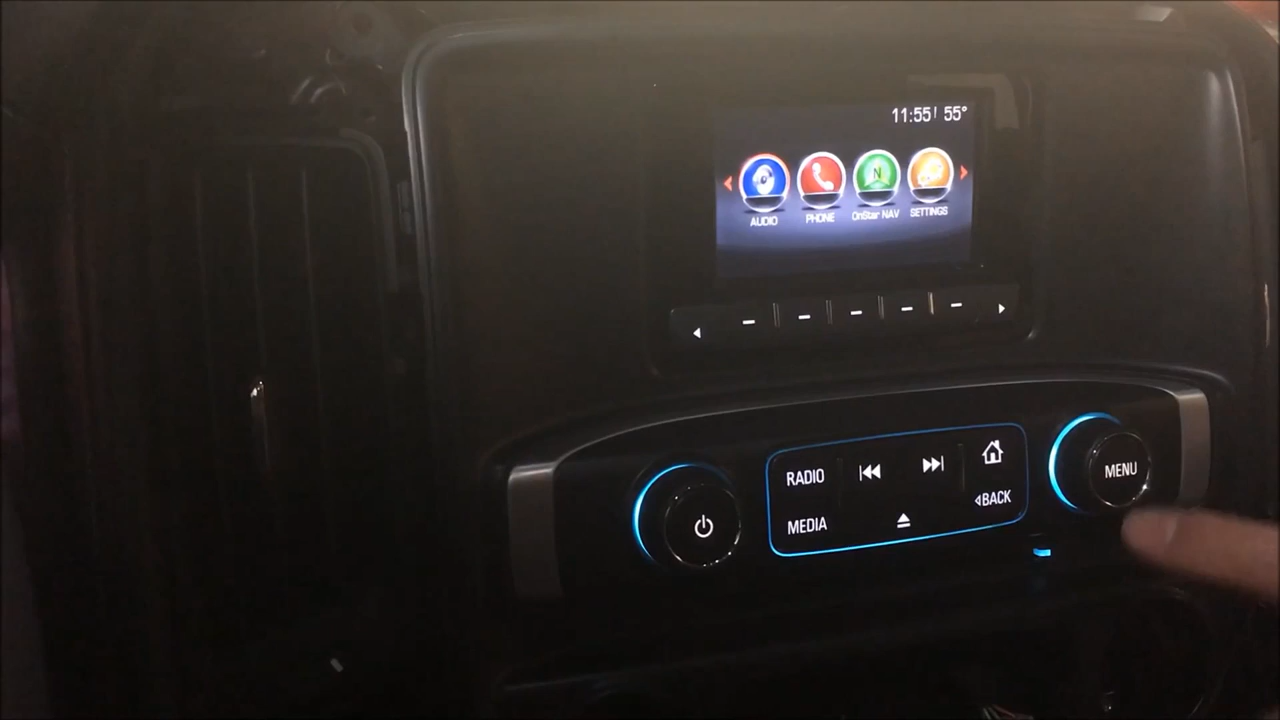 11:55 55°
AUDIO PHONE OnStar NAV SETTINGS
N
RADIO
MEDIA
BACK
MENU